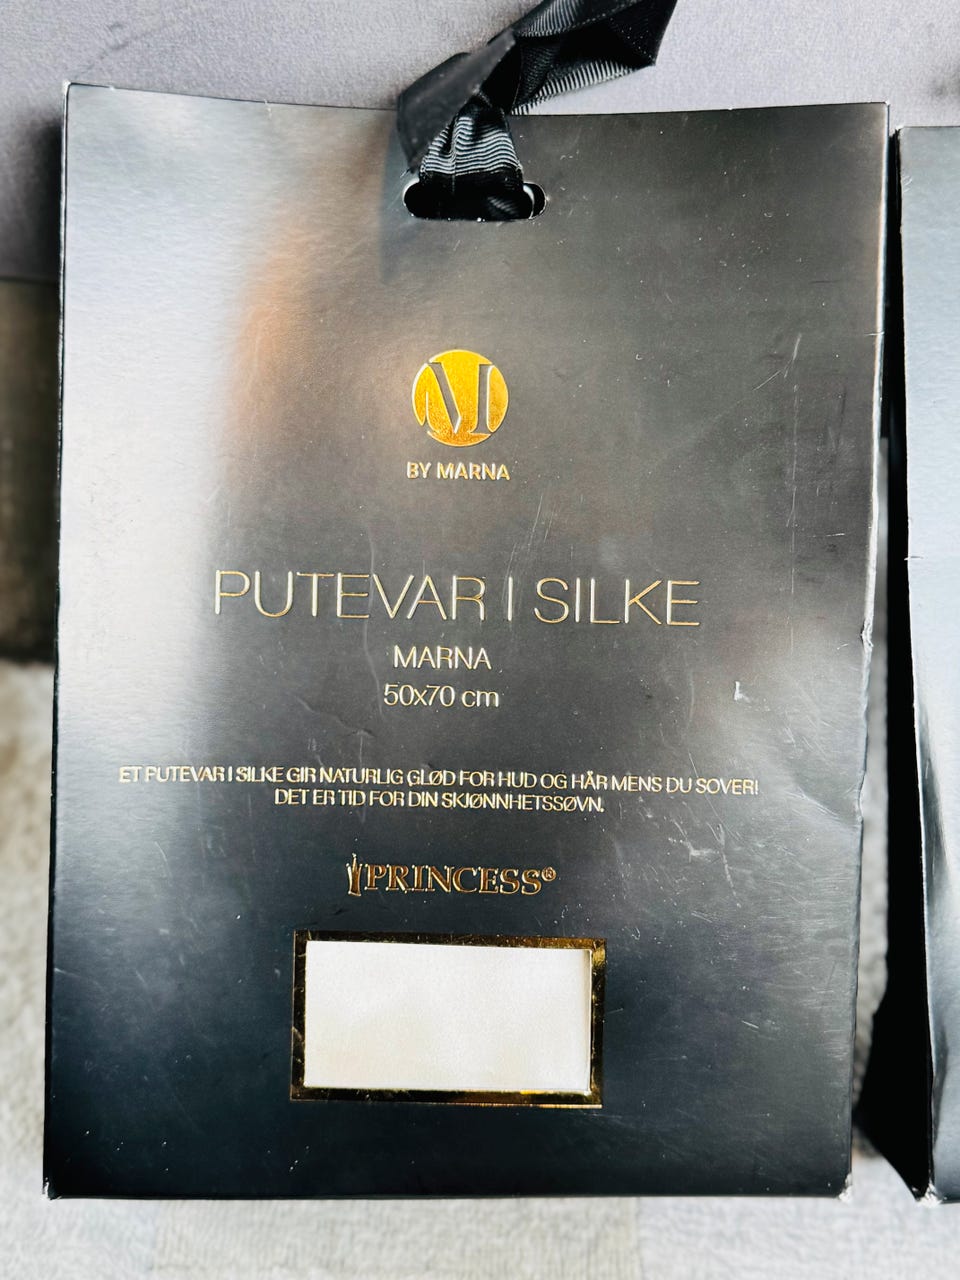 M
BY MARNA
PUTEVAR I SILKE
MARNA
50x70 cm
ET PUTEVAR I SILKE GIR NATURLIG GLØD FOR HUD OG HÅR MENS DU SOVER!
DET ER TID FOR DIN SKJØNNHETSSØVN.
PRINCESS®